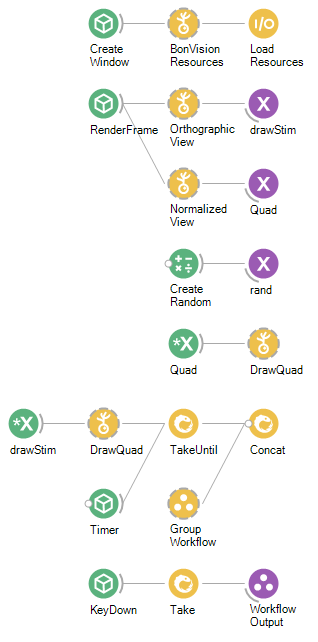 Create BonVision Load
Window Resources Resources
RenderFrame Orthographic drawStim
View
Normalized Quad
View
Create rand
Random
*X
Quad DrawQuad
*X
drawStim DrawQuad TakeUntil Concat
Timer Group
Workflow
KeyDown Take Workflow
Output
I/O
X
X
X